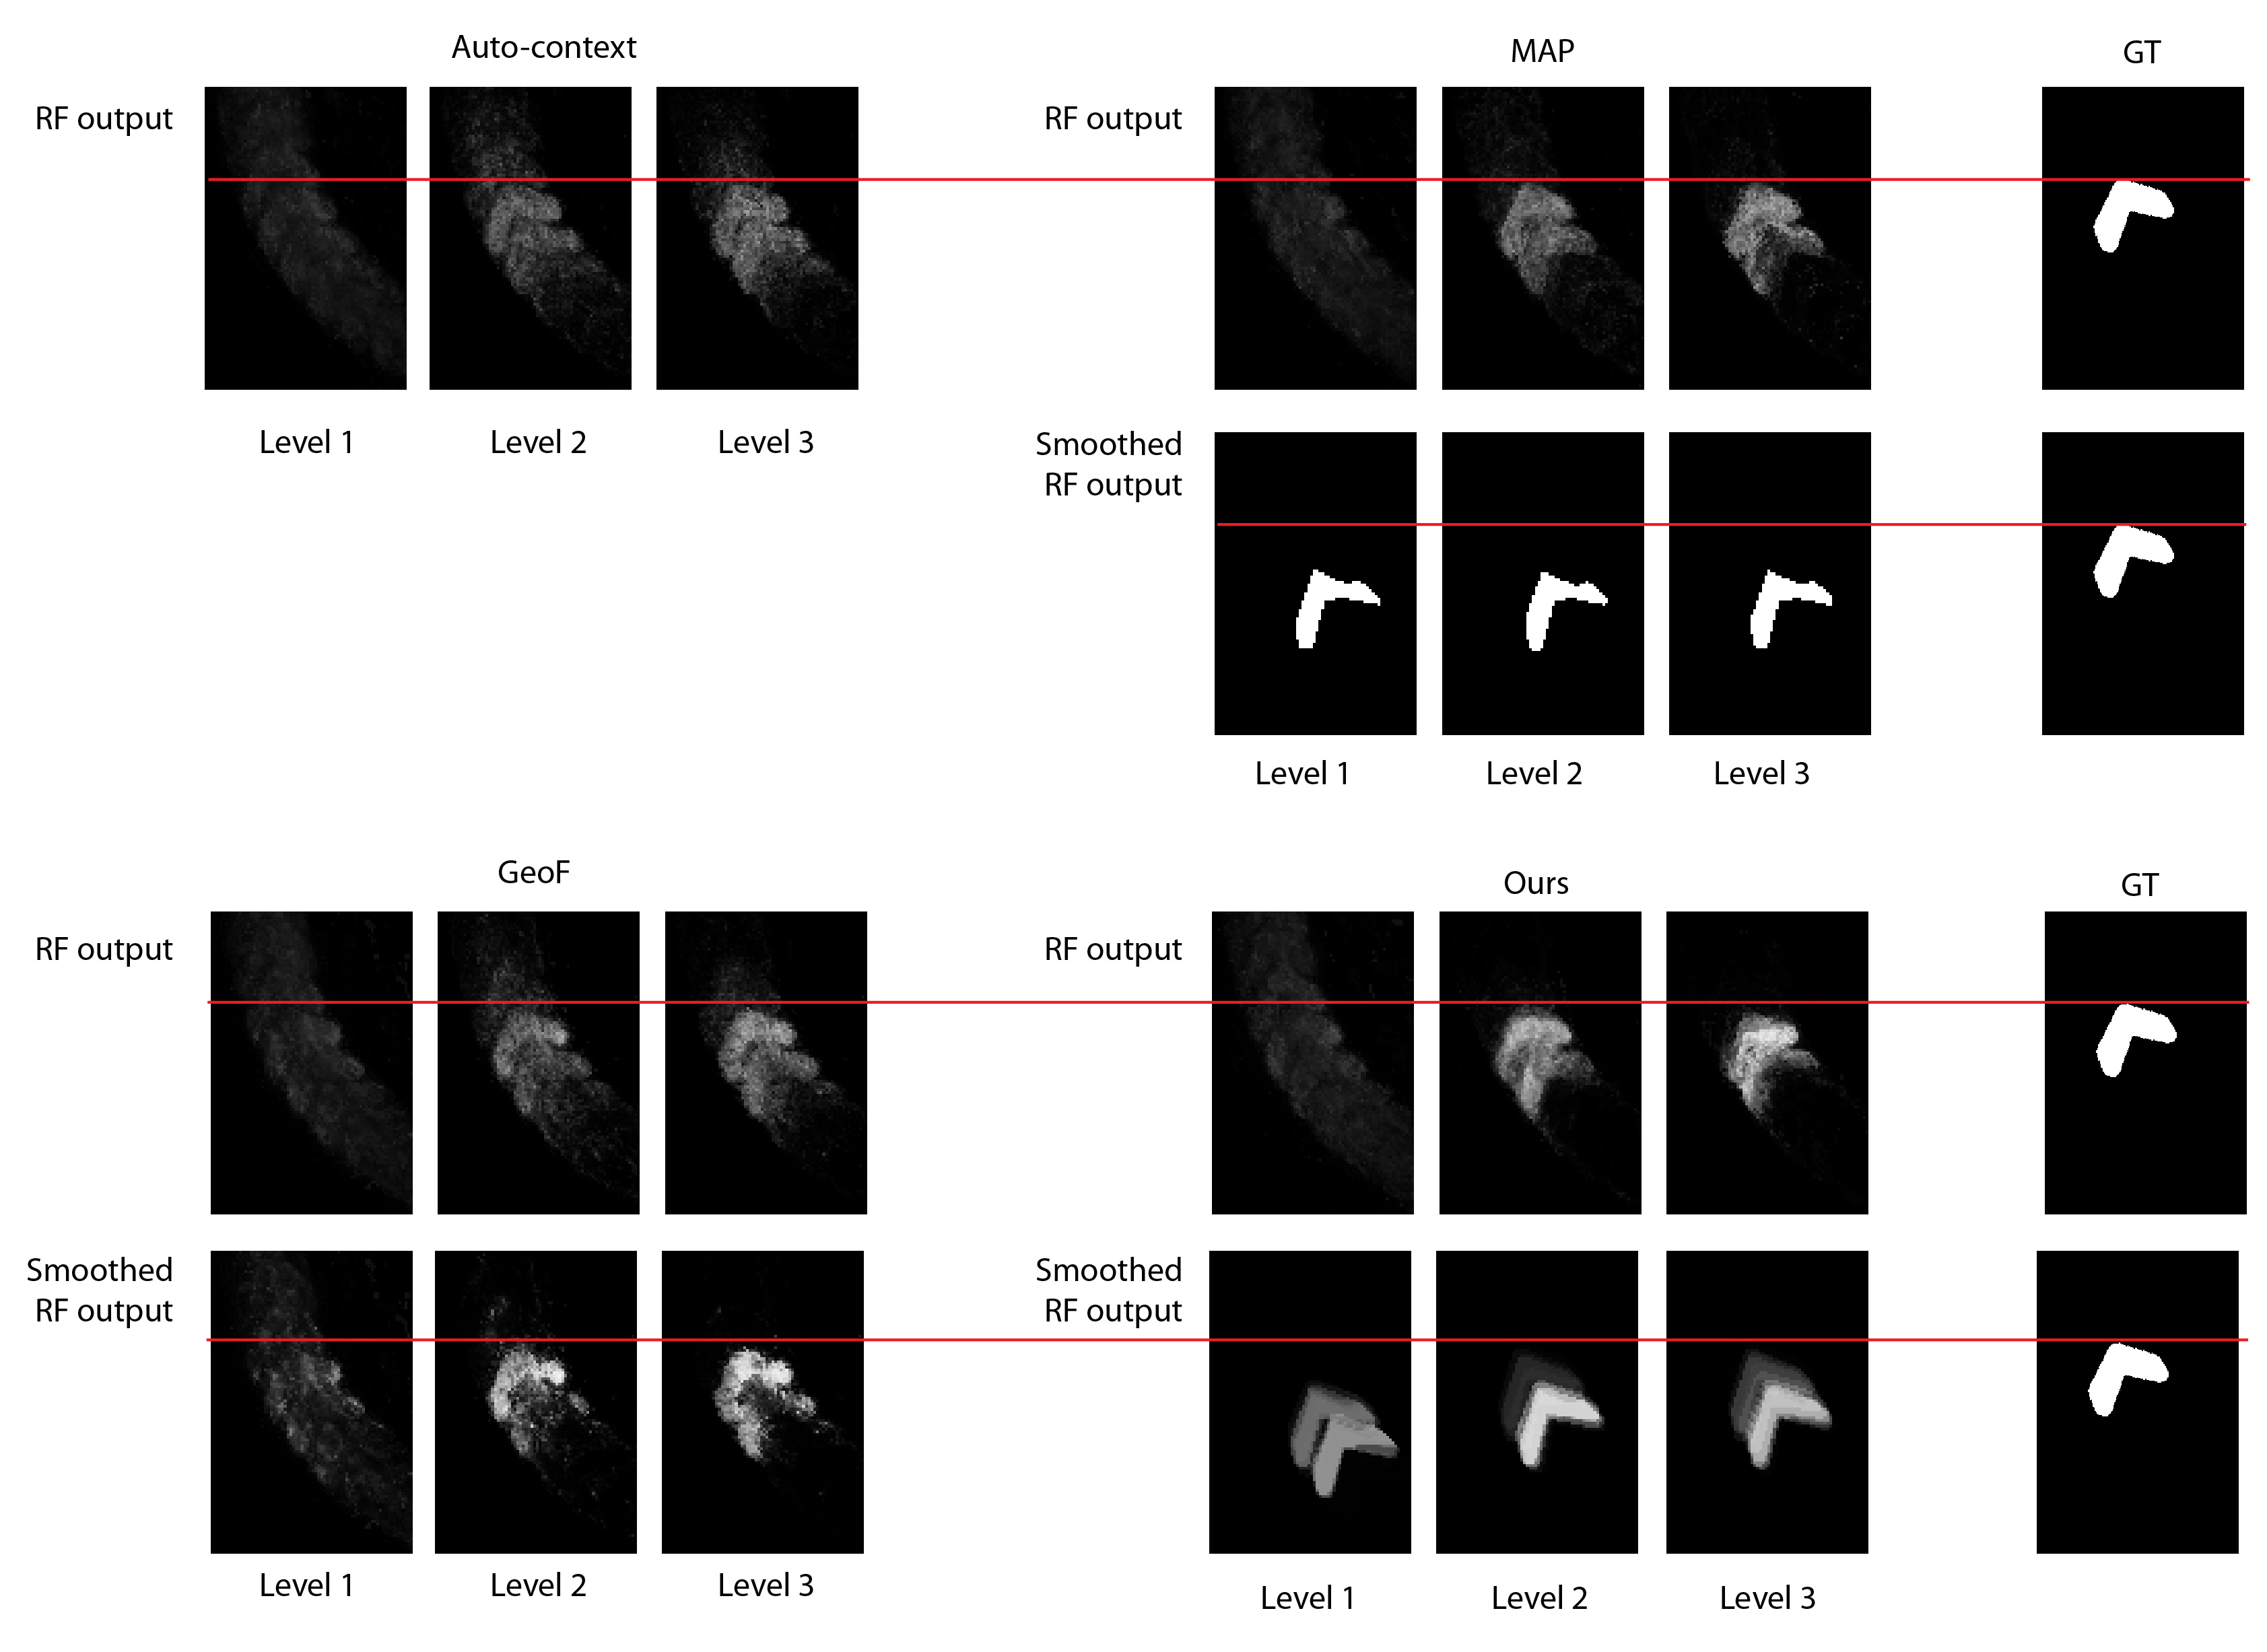 Auto-context
MAP
GT
RF output
RF output
Level 1
Level 2
Level 3
Smoothed
RF output
Level 1
Level 2
Level 3
GeoF
Ours
GT
RF output
RF output
Smoothed
RF output
Smoothed
RF output
Level 1
Level 2
Level 3
Level 1
Level 2
Level 3